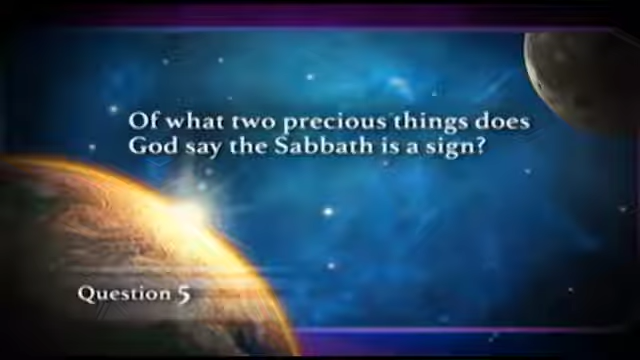 Of what two precious things does
God say the Sabbath is a sign?
Question 5